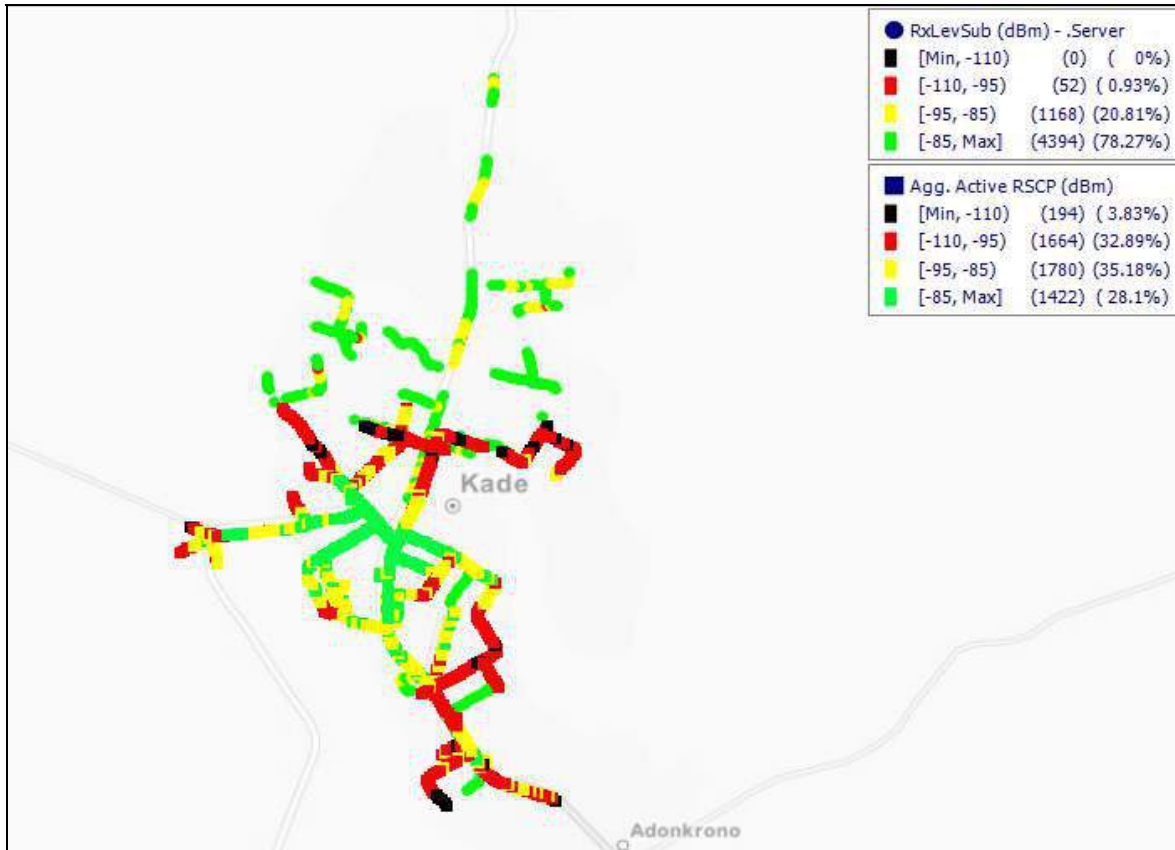 RxLevSub (dBm) - .Server
[Min, -110) (0) ( 0%)
[-110, -95) (52) ( 0.93%)
[-95, -85) (1168) (20.81%)
[-85, Max] (4394) (78.27%)
Agg. Active RSCP (dBm)
[Min, -110) (194) ( 3.83%)
[-110, -95) (1664) (32.89%)
[-95, -85) (1780) (35.18%)
[-85, Max] (1422) ( 28.1%)
Kade
Adonkrono